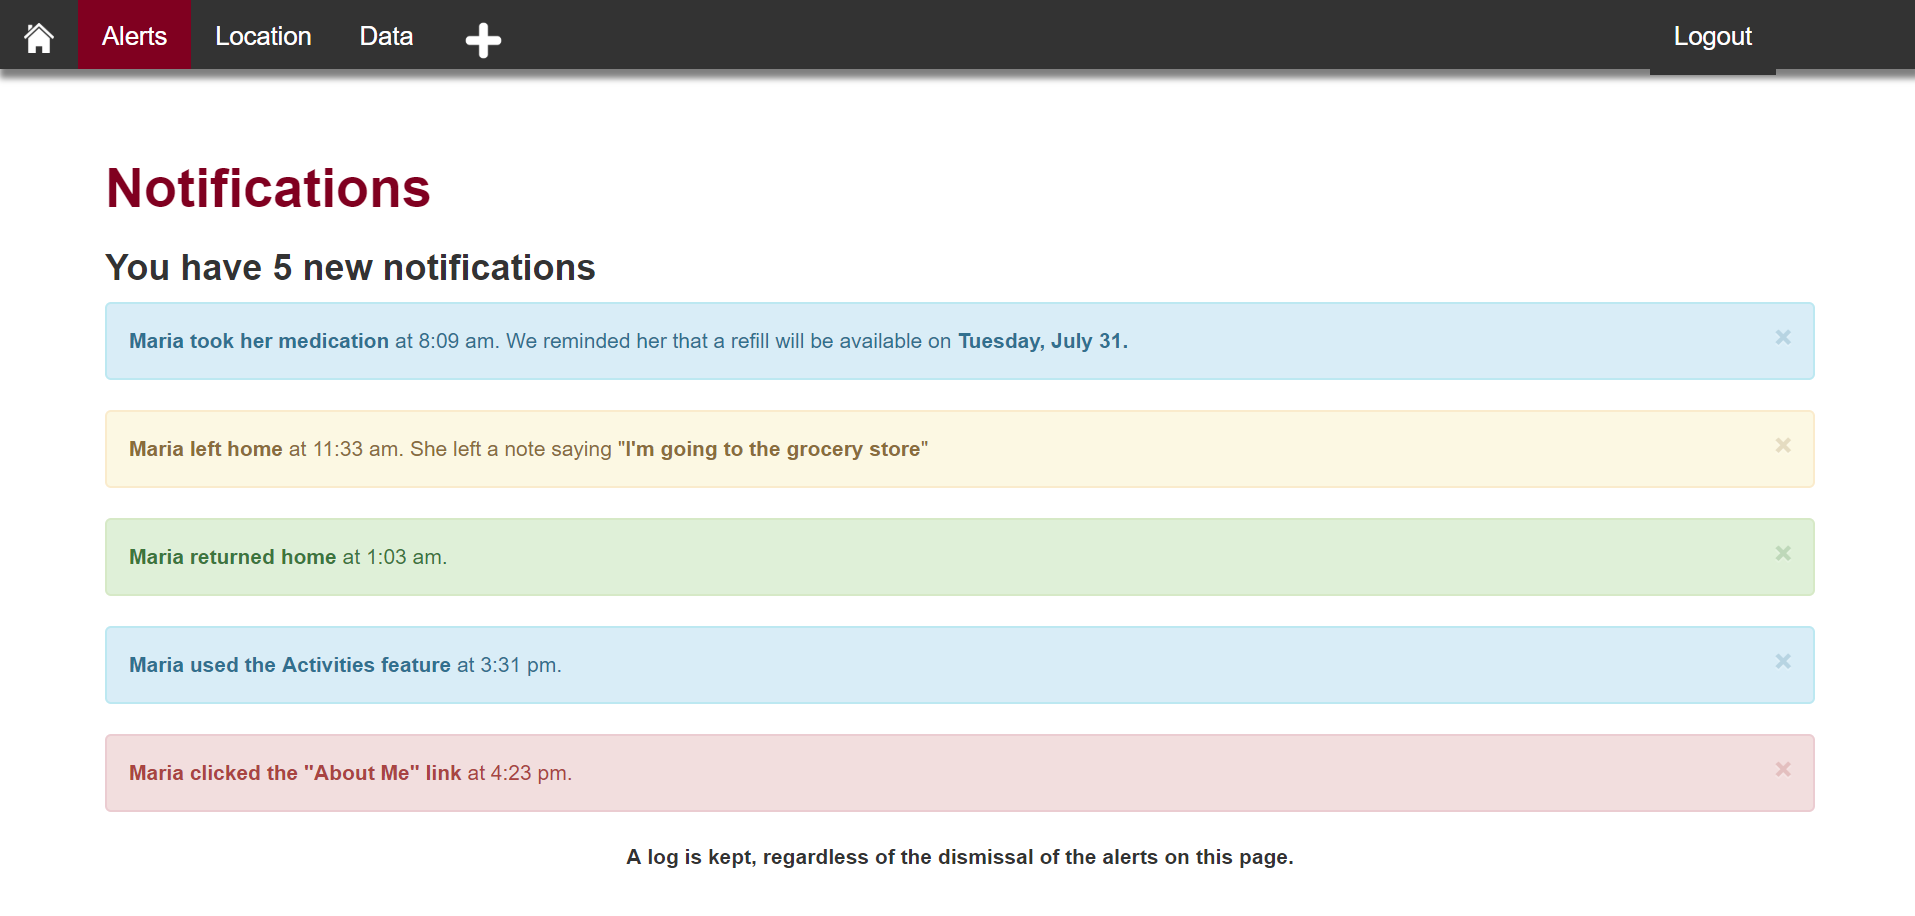 Alerts Location Data Logout
Notifications
You have 5 new notifications
Maria took her medication at 8:09 am. We reminded her that a refill will be available on Tuesday, July 31.
Maria left home at 11:33 am. She left a note saying "I'm going to the grocery store"
Maria returned home at 1:03 am.
Maria used the Activities feature at 3:31 pm.
Maria clicked the "About Me" link at 4:23 pm.
A log is kept, regardless of the dismissal of the alerts on this page.